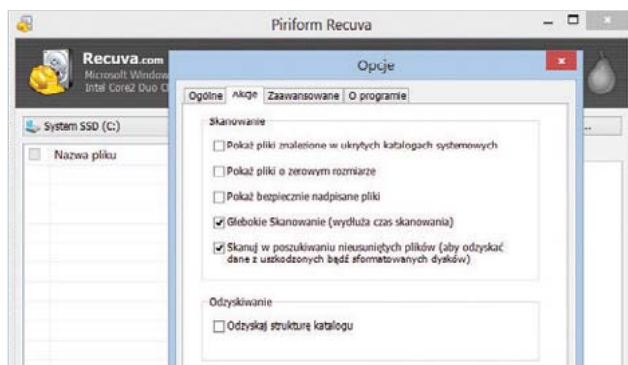 Piriform Recuva
Recuva.com
Microsoft Window
Intel Core2 Duo C
Opcje
Ogólne Akcje Zaawansowane O programie
System SSD (C:)
...
Nazwa pliku
Skanowanie
Pokaż pliki znalezione w ukrytych katalogach systemowych
Pokaż pliki o zerowym rozmiarze
Pokaż bezpiecznie nadpisane pliki
Głebokie Skanowanie (wydłuża czas skanowania)
Skanuj w poszukiwaniu nieusuniętych plików (aby odzyskać
dane z uszkodzonych bądź sformatowanych dysków)
Odzyskiwanie
Odzyskaj strukturę katalogu